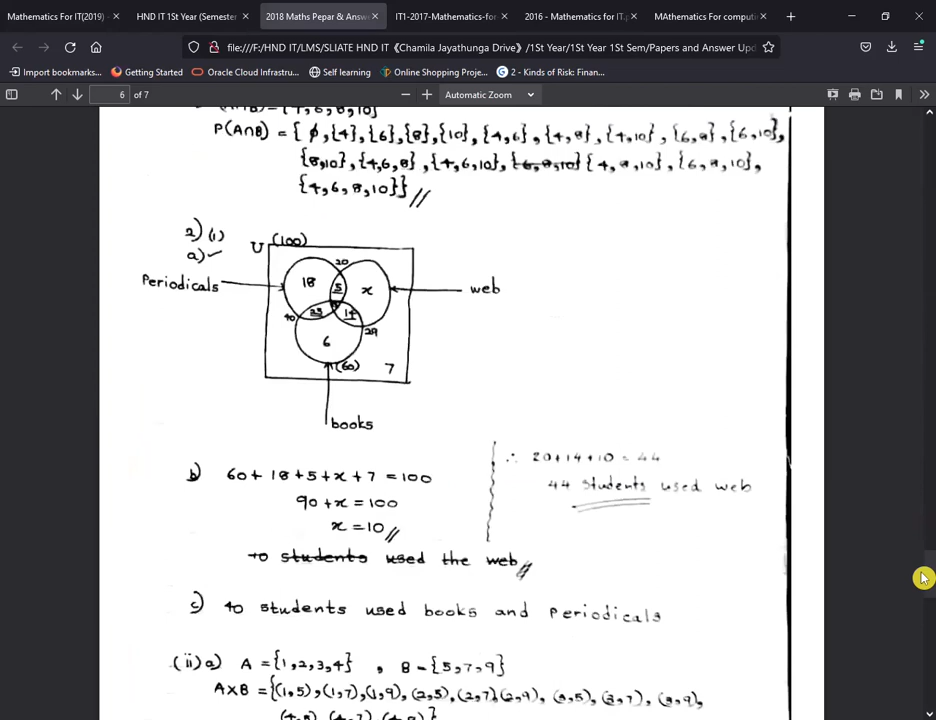 Mathematics For IT(2019)
HND IT 1St Year (Semester
2018 Maths Pepar & Answe
IT1-2017-Mathematics-for-
2016 - Mathematics for IT.p
MAthematics For computi
file:///F:/HND IT/LMS/SLIATE HND IT 《Chamila Jayathunga Drive》/1St Year/1St Year 1St Sem/Papers and Answer Upd
Import bookmarks...
Getting Started
Oracle Cloud Infrastru...
Self learning
Online Shopping Proje...
2 - Kinds of Risk: Finan...
6 of 7
Automatic Zoom
P(A∩B) = { ϕ,{4},{6},{8},{10},{4,6},{4,8},{4,10},{6,8},{6,10},
{8,10},{4,6,8},{4,6,10},{6,8,10}{4,8,10},{6,8,10},
{4,6,8,10}} //
2) (i)
U (100)
a)
20
Periodicals
18
5
x
web
25
14
40
29
6
(60)
7
books
b) 60+18+5+x+7=100
∴ 20+14+10=44
90+x=100
44 students used web
x=10 //
10 students used the web //
c) 40 students used books and Periodicals
(ii) a) A={1,2,3,4} , B={5,7,9}
AXB={(1,5),(1,7),(1,9),(2,5),(2,7),(2,9),(3,5),(3,7),(3,9),